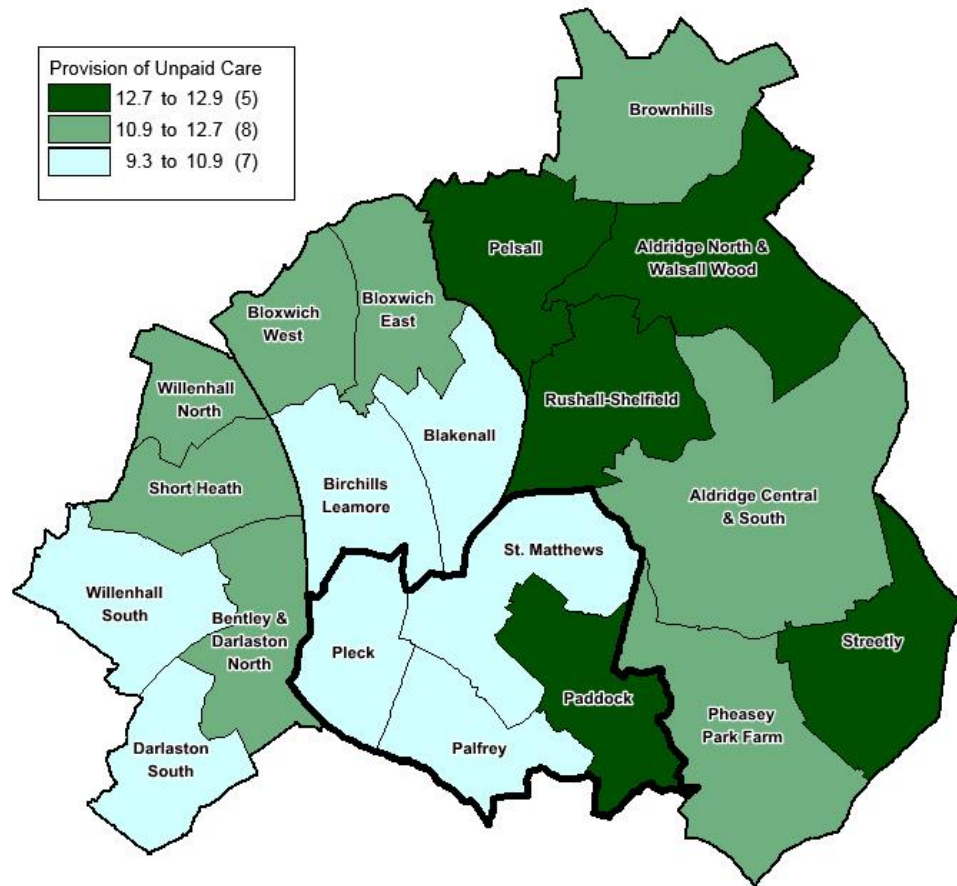 Provision of Unpaid Care
12.7 to 12.9 (5)
10.9 to 12.7 (8)
9.3 to 10.9 (7)
Brownhills
Pelsall
Aldridge North &
Walsall Wood
Bloxwich
West
Bloxwich
East
Willenhall
North
Rushall-Shelfield
Blakenall
Short Heath
Birchills
Leamore
Aldridge Central
& South
St. Matthews
Willenhall
South
Bentley &
Darlaston
North
Pleck
Streetly
Paddock
Pheasey
Park Farm
Darlaston
South
Palfrey